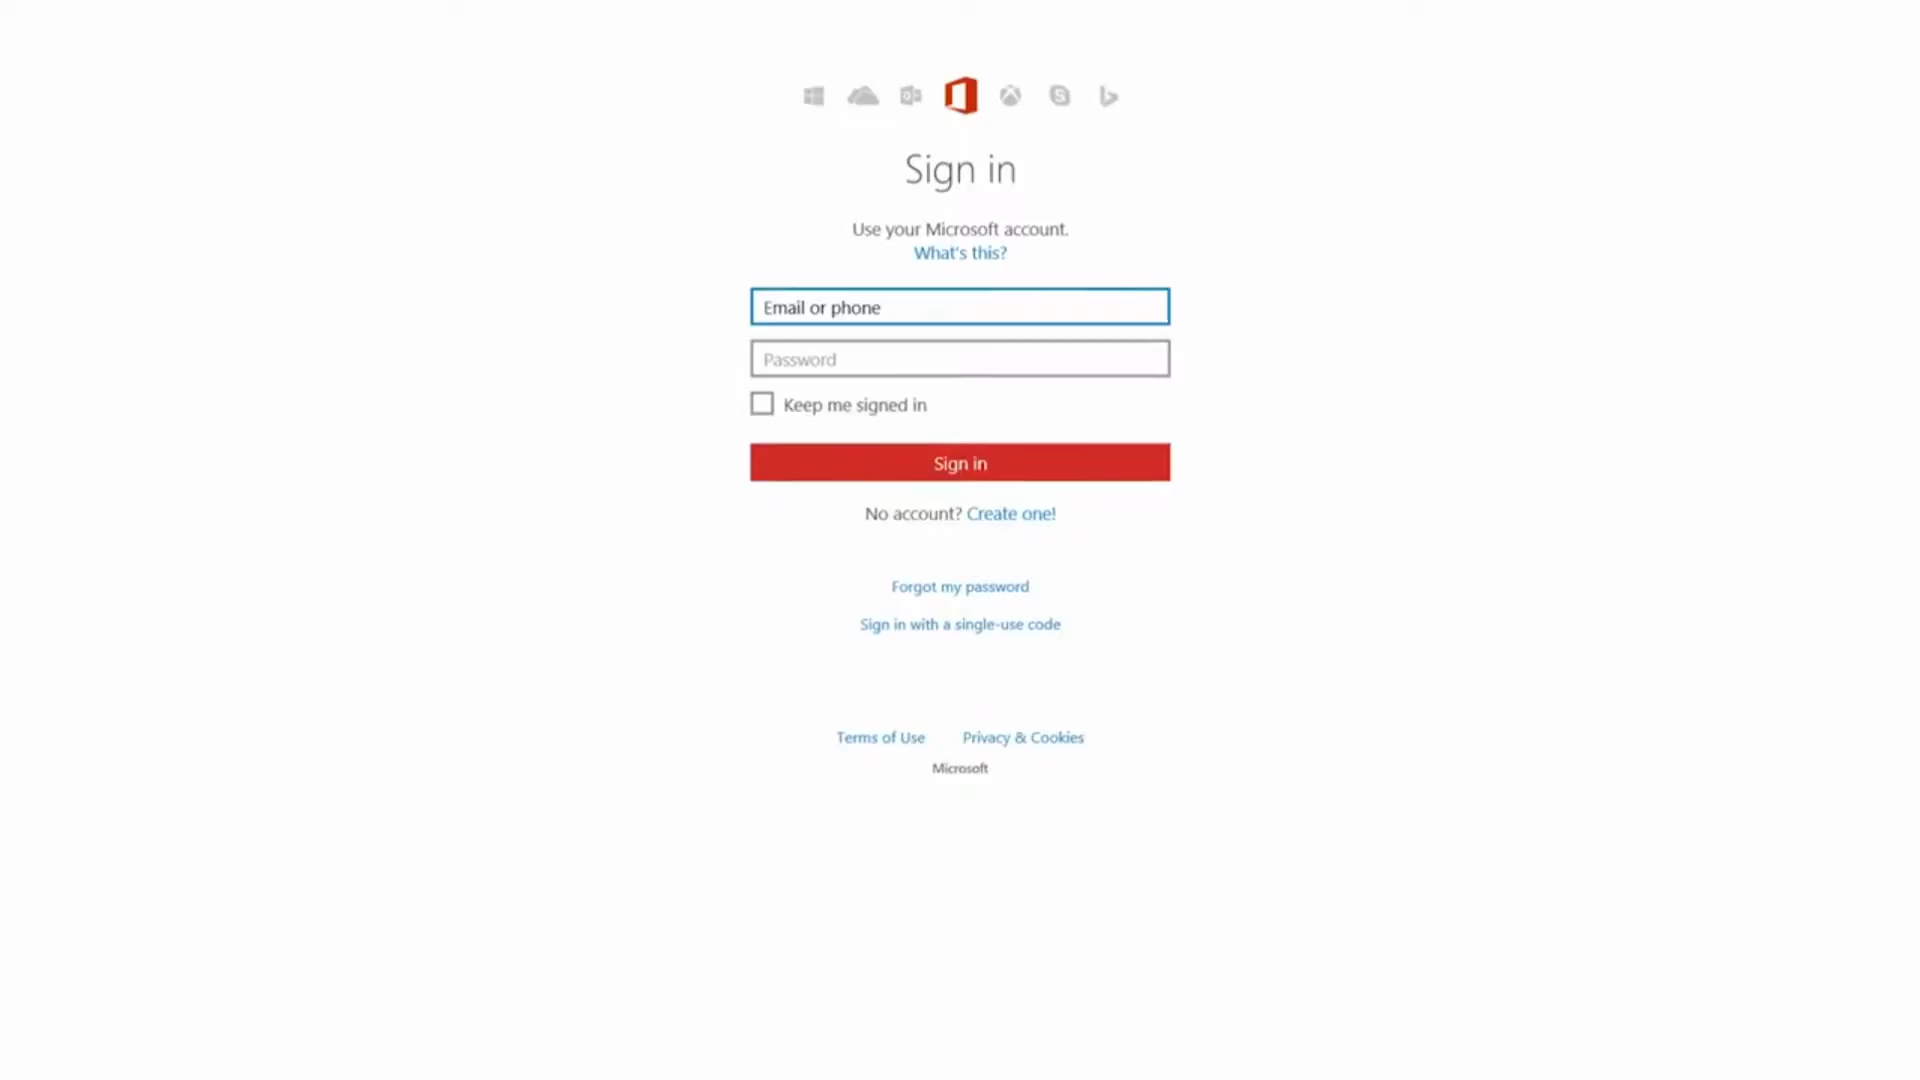 Sign in
Use your Microsoft account.
What's this?
Email or phone
Password
Keep me signed in
Sign in
No account? Create one!
Forgot my password
Sign in with a single-use code
Terms of Use Privacy & Cookies
Microsoft